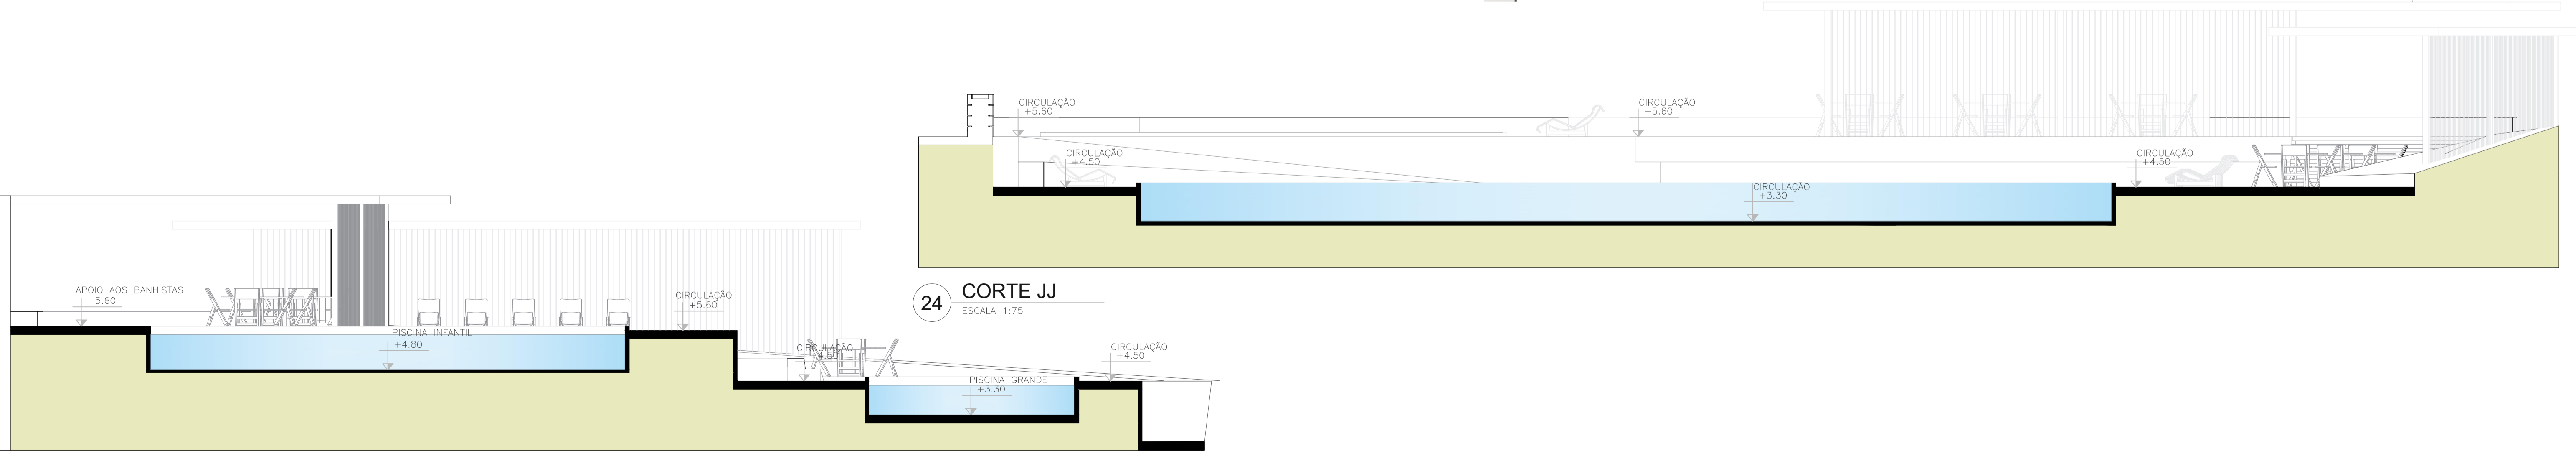 CIRCULAÇÃO
+5.60
CIRCULAÇÃO
+5.60
CIRCULAÇÃO
+4.50
CIRCULAÇÃO
+4.50
CIRCULAÇÃO
+3.30
24
CORTE JJ
ESCALA 1:75
APOIO AOS BANHISTAS
+5.60
CIRCULAÇÃO
+5.60
PISCINA INFANTIL
+4.80
CIRCULAÇÃO
CIRCULAÇÃO
+4.50
PISCINA GRANDE
+3.30